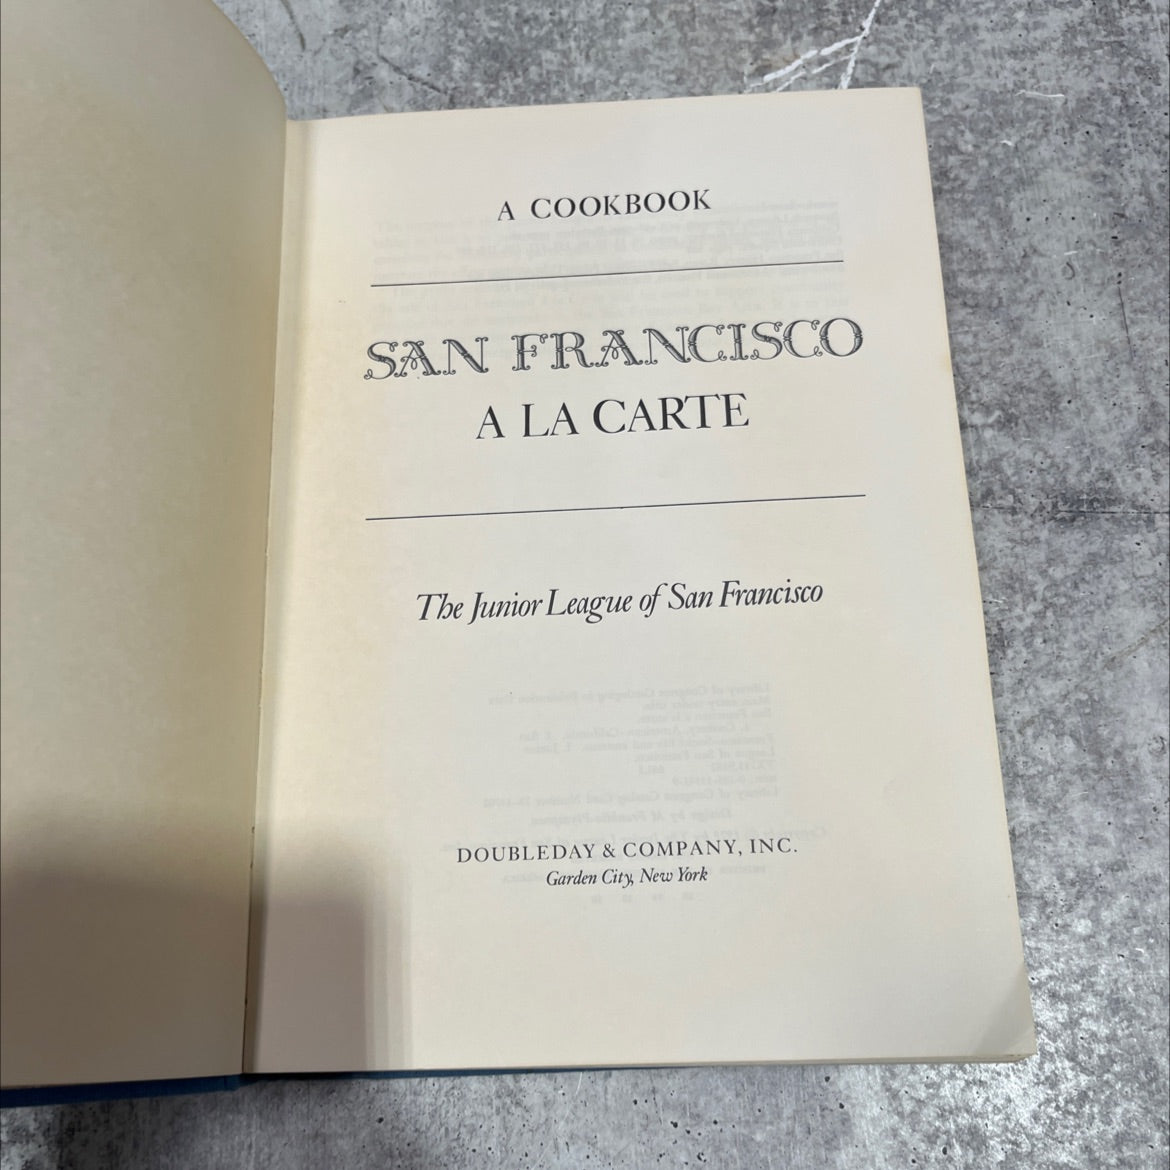 A COOKBOOK
SAN FRANCISCO
A LA CARTE
The Junior League of San Francisco
DOUBLEDAY & COMPANY, INC.
Garden City, New York